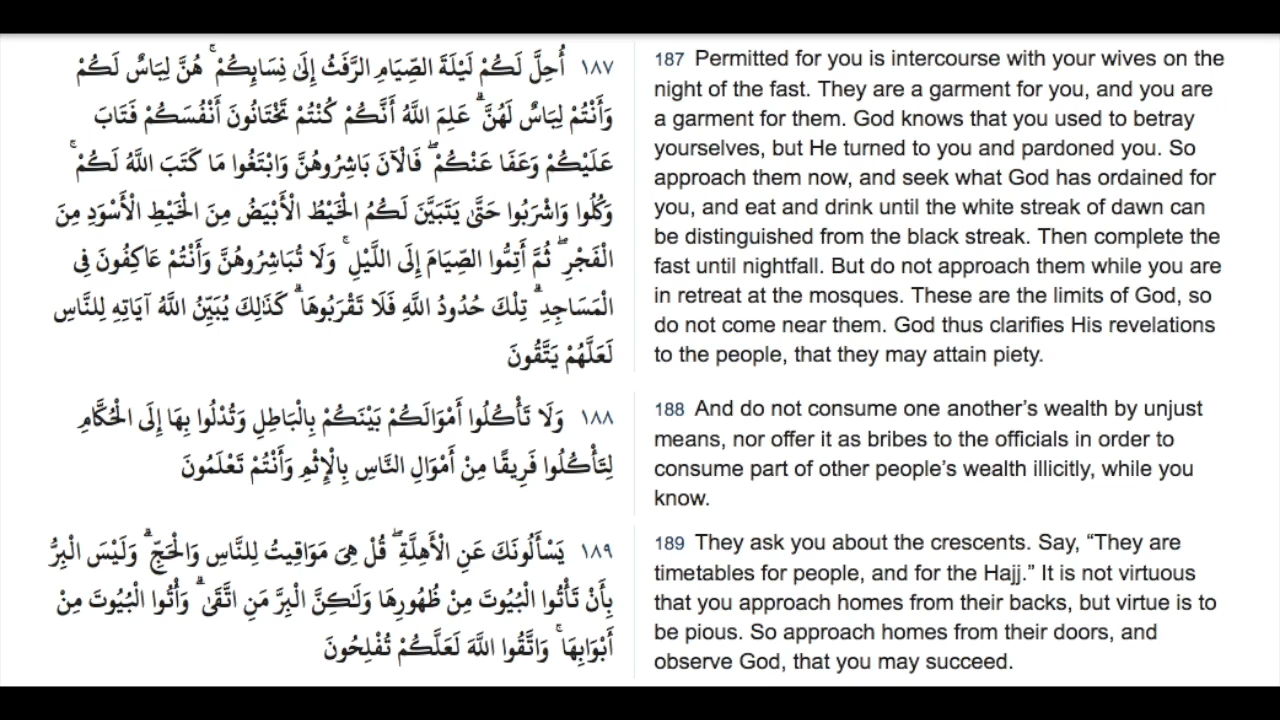 ١٨٧ أُحِلَّ لَكُمْ لَيْلَةَ الصِّيَامِ الرَّفَثُ إِلَىٰ نِسَائِكُمْ ۚ هُنَّ لِبَاسٌ لَكُمْ
وَأَنْتُمْ لِبَاسٌ لَهُنَّ ۗ عَلِمَ اللَّهُ أَنَّكُمْ كُنْتُمْ تَخْتَانُونَ أَنْفُسَكُمْ فَتَابَ
عَلَيْكُمْ وَعَفَا عَنْكُمْ ۖ فَالْآنَ بَاشِرُوهُنَّ وَابْتَغُوا مَا كَتَبَ اللَّهُ لَكُمْ ۚ
وَكُلُوا وَاشْرَبُوا حَتَّىٰ يَتَبَيَّنَ لَكُمُ الْخَيْطُ الْأَبْيَضُ مِنَ الْخَيْطِ الْأَسْوَدِ مِنَ
الْفَجْرِ ۖ ثُمَّ أَتِمُّوا الصِّيَامَ إِلَى اللَّيْلِ ۚ وَلَا تُبَاشِرُوهُنَّ وَأَنْتُمْ عَاكِفُونَ فِي
الْمَسَاجِدِ ۗ تِلْكَ حُدُودُ اللَّهِ فَلَا تَقْرَبُوهَا ۗ كَذَٰلِكَ يُبَيِّنُ اللَّهُ آيَاتِهِ لِلنَّاسِ
لَعَلَّهُمْ يَتَّقُونَ
187 Permitted for you is intercourse with your wives on the
night of the fast. They are a garment for you, and you are
a garment for them. God knows that you used to betray
yourselves, but He turned to you and pardoned you. So
approach them now, and seek what God has ordained for
you, and eat and drink until the white streak of dawn can
be distinguished from the black streak. Then complete the
fast until nightfall. But do not approach them while you are
in retreat at the mosques. These are the limits of God, so
do not come near them. God thus clarifies His revelations
to the people, that they may attain piety.
١٨٨ وَلَا تَأْكُلُوا أَمْوَالَكُمْ بَيْنَكُمْ بِالْبَاطِلِ وَتُدْلُوا بِهَا إِلَى الْحُكَّامِ
لِتَأْكُلُوا فَرِيقًا مِنْ أَمْوَالِ النَّاسِ بِالْإِثْمِ وَأَنْتُمْ تَعْلَمُونَ
188 And do not consume one another’s wealth by unjust
means, nor offer it as bribes to the officials in order to
consume part of other people’s wealth illicitly, while you
know.
١٨٩ يَسْأَلُونَكَ عَنِ الْأَهِلَّةِ ۖ قُلْ هِيَ مَوَاقِيتُ لِلنَّاسِ وَالْحَجِّ ۗ وَلَيْسَ الْبِرُّ
بِأَنْ تَأْتُوا الْبُيُوتَ مِنْ ظُهُورِهَا وَلَٰكِنَّ الْبِرَّ مَنِ اتَّقَىٰ ۗ وَأْتُوا الْبُيُوتَ مِنْ
أَبْوَابِهَا ۚ وَاتَّقُوا اللَّهَ لَعَلَّكُمْ تُفْلِحُونَ
189 They ask you about the crescents. Say, “They are
timetables for people, and for the Hajj.” It is not virtuous
that you approach homes from their backs, but virtue is to
be pious. So approach homes from their doors, and
observe God, that you may succeed.